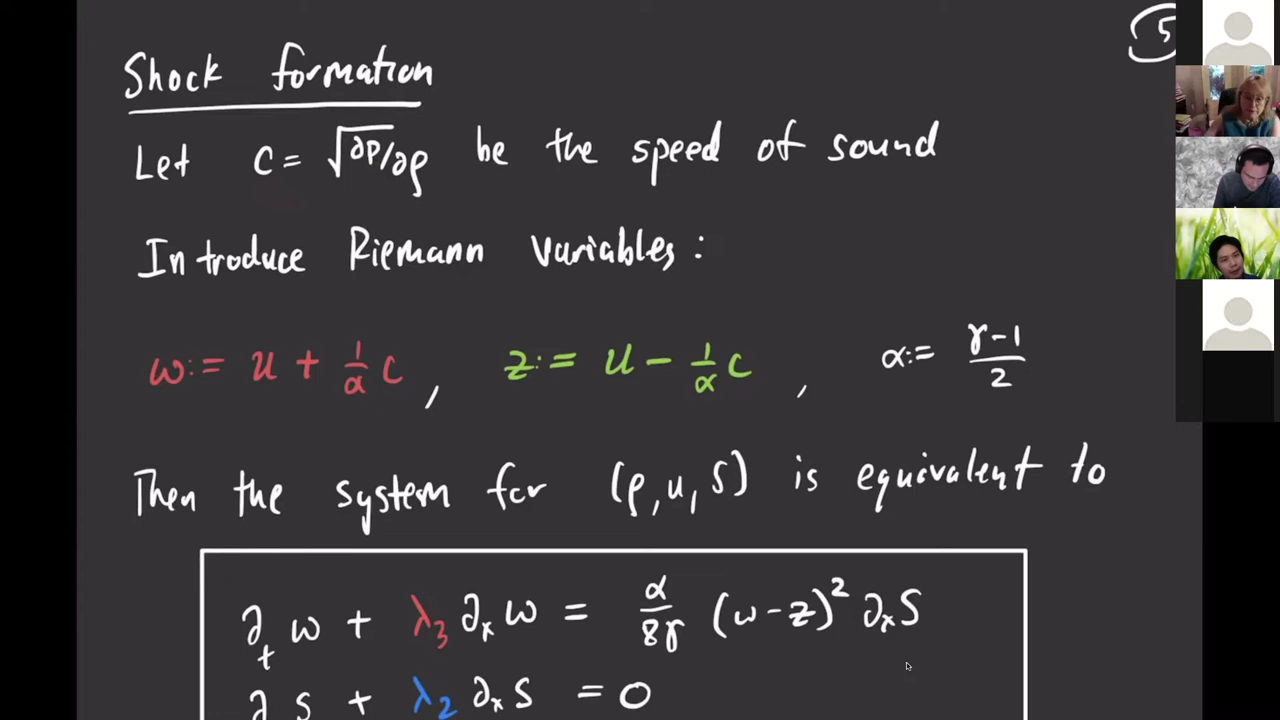 5
Shock formation
Let c = √∂P/∂ρ be the speed of sound
Introduce Riemann variables:
w := u + 1/α c , z := u − 1/α c , α := (γ−1)/2
Then the system for (ρ, u, S) is equivalent to
∂_t w + λ₃ ∂ₓ w = α/8γ (w−z)² ∂ₓ S
∂ S + λ₂ ∂ₓ S = 0